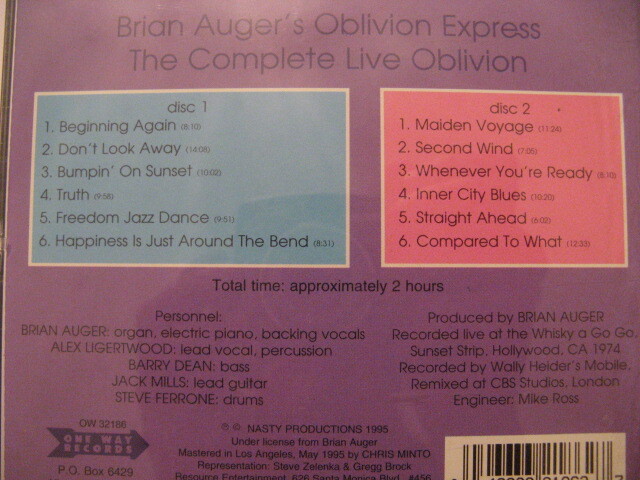 Brian Auger's Oblivion Express
The Complete Live Oblivion
disc 1
1. Beginning Again (8:10)
2. Don't Look Away (14:08)
3. Bumpin' On Sunset (10:02)
4. Truth (9:58)
5. Freedom Jazz Dance (9:51)
6. Happiness Is Just Around The Bend (8:31)
disc 2
1. Maiden Voyage (11:24)
2. Second Wind (7:05)
3. Whenever You're Ready (8:10)
4. Inner City Blues (10:20)
5. Straight Ahead (8:02)
6. Compared To What (12:33)
Total time: approximately 2 hours
Personnel:
BRIAN AUGER: organ, electric piano, backing vocals
ALEX LIGERTWOOD: lead vocal, percussion
BARRY DEAN: bass
JACK MILLS: lead guitar
STEVE FERRONE: drums
Produced by BRIAN AUGER
Recorded live at the Whisky a Go Go,
Sunset Strip, Hollywood, CA 1974
Recorded by Wally Heider's Mobile,
Remixed at CBS Studios, London
Engineer: Mike Ross
OW 32186
ONE WAY
RECORDS
P.O. Box 6429
℗ © NASTY PRODUCTIONS 1995
Under license from Brian Auger
Mastered in Los Angeles, May 1995 by CHRIS MINTO
Representation: Steve Zelenka & Gregg Brock
Resource Entertainment, 626 Santa Monica Blvd., #456